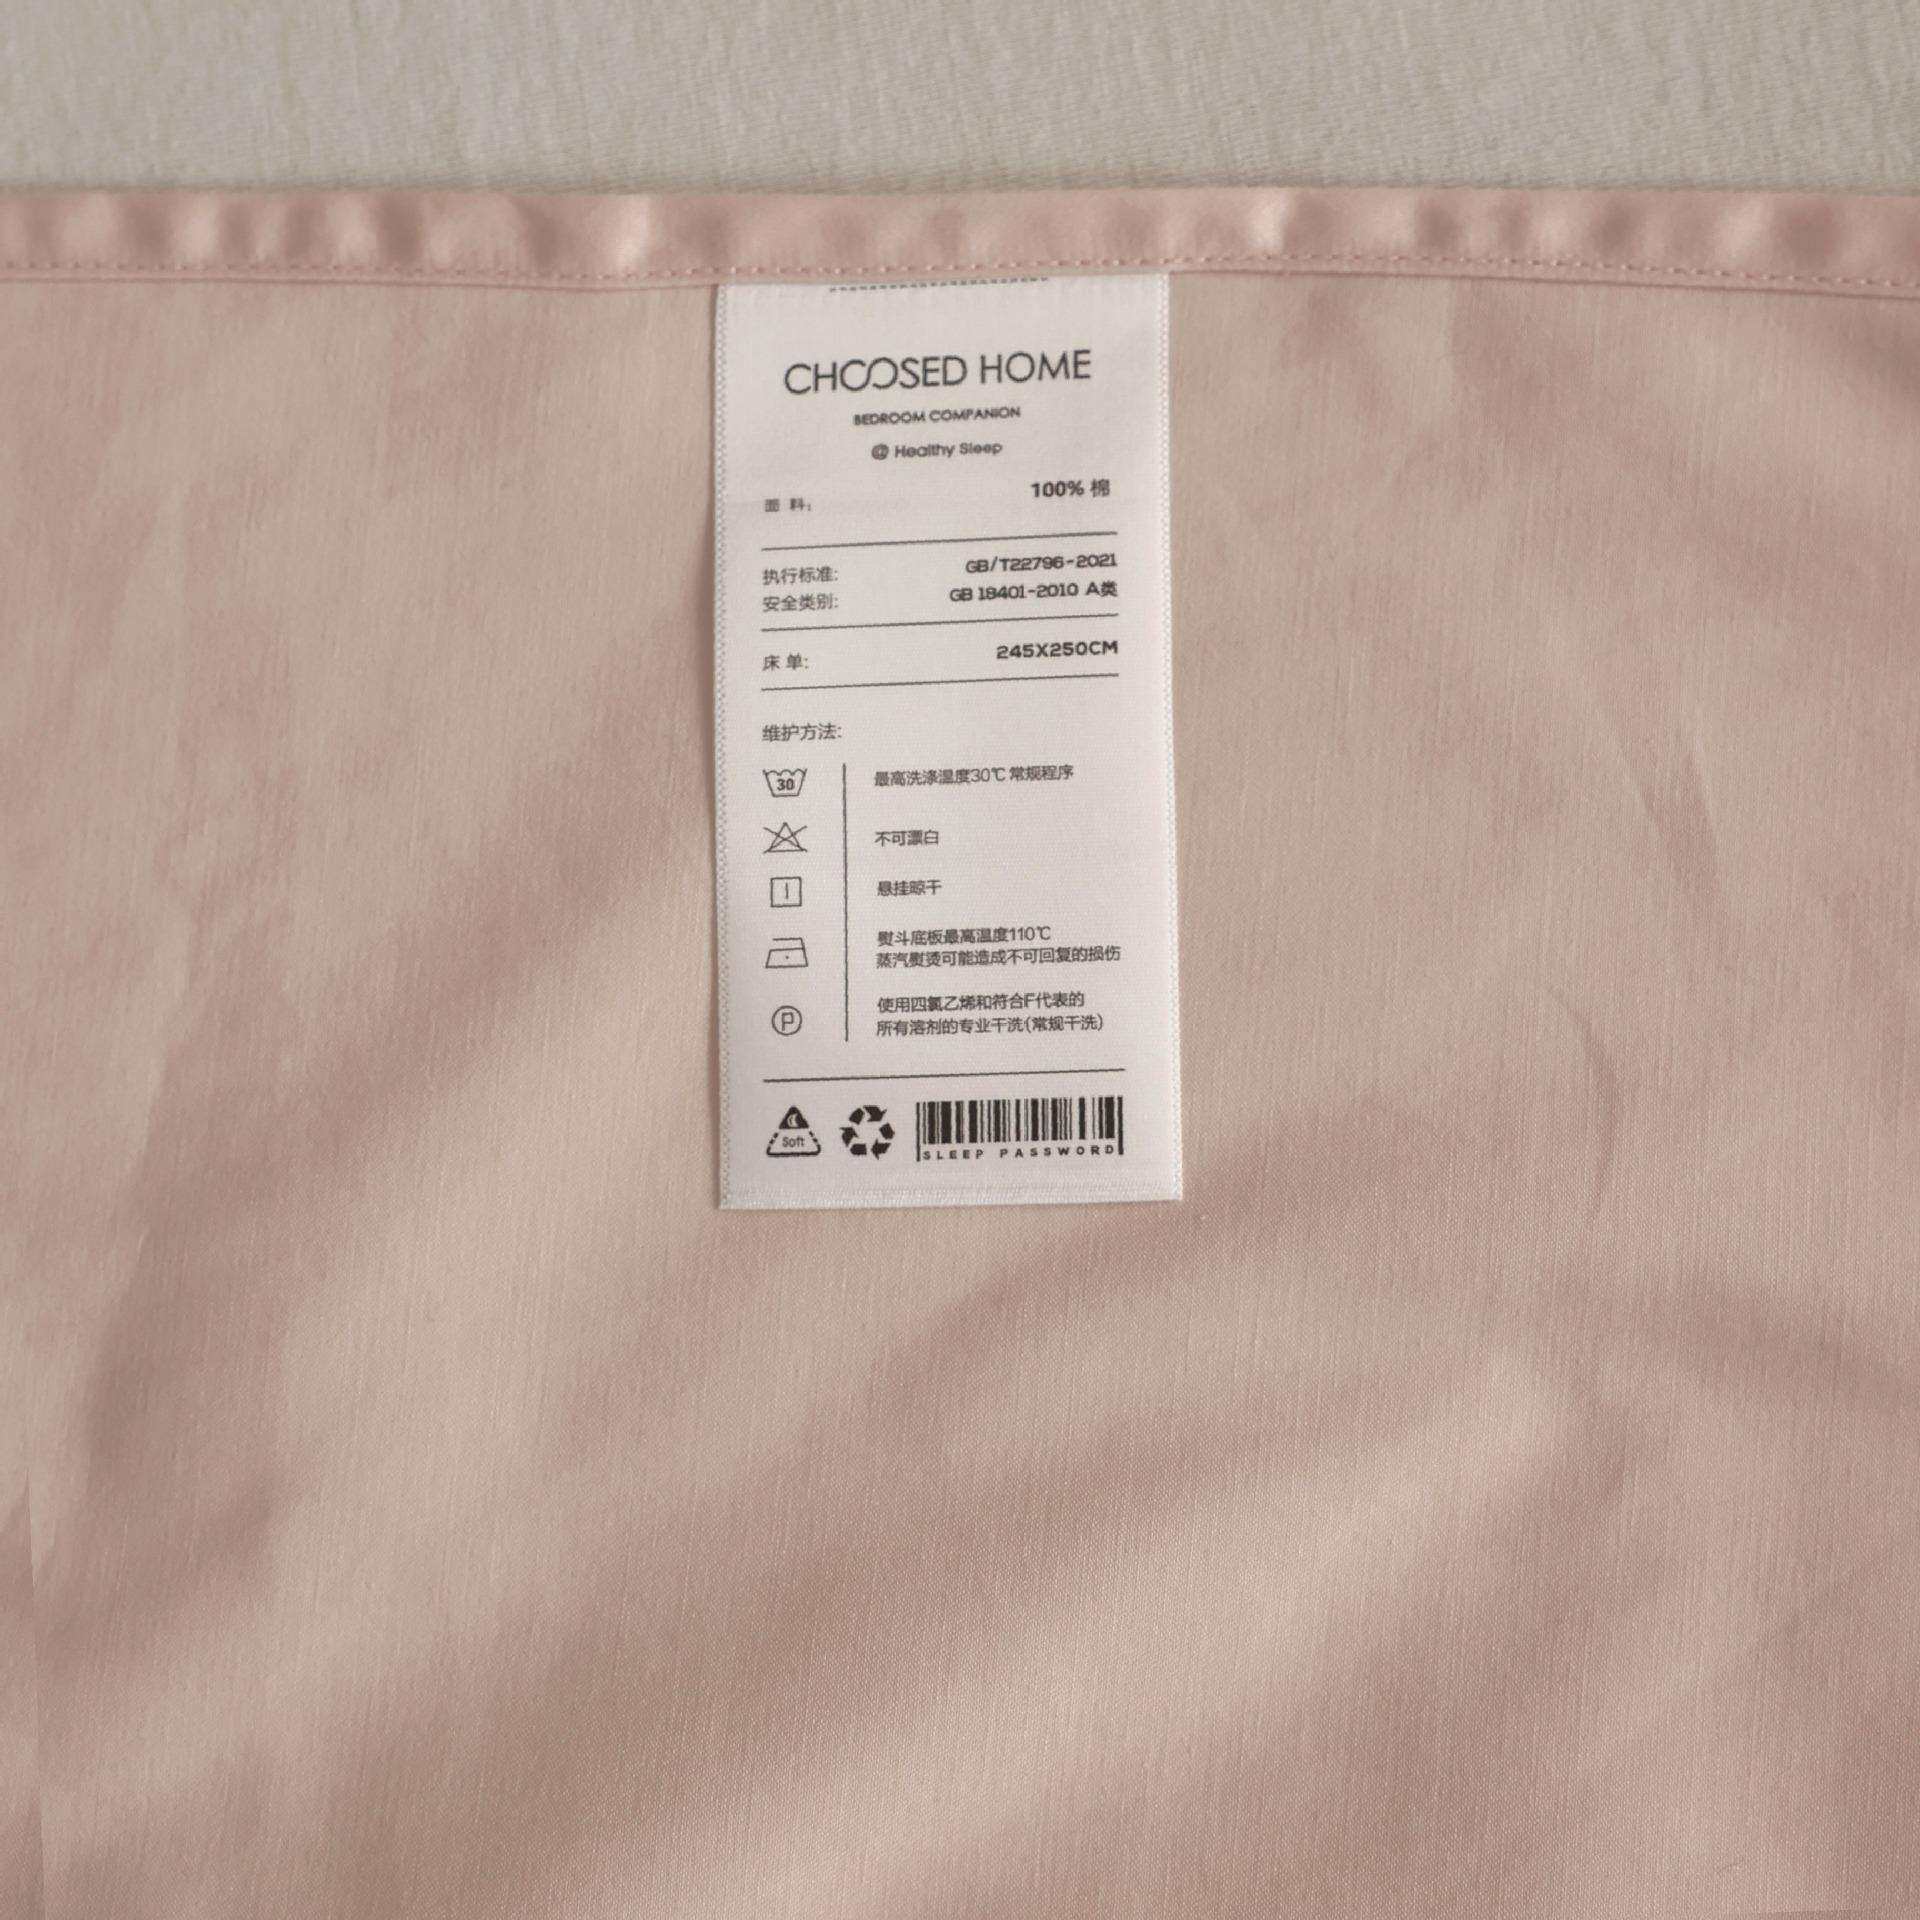 CHOOSED HOME
BEDROOM COMPANION
@ Healthy Sleep
面 料: 100% 棉
执行标准: GB/T22796-2021
安全类别: GB 18401-2010 A类
床 单: 245X250CM
维护方法:
30 最高洗涤温度30℃ 常规程序
不可漂白
悬挂晾干
熨斗底板最高温度110℃
蒸汽熨烫可能造成不可回复的损伤
使用四氯乙烯和符合F代表的
P 所有溶剂的专业干洗(常规干洗)
Soft
SLEEP PASSWORD